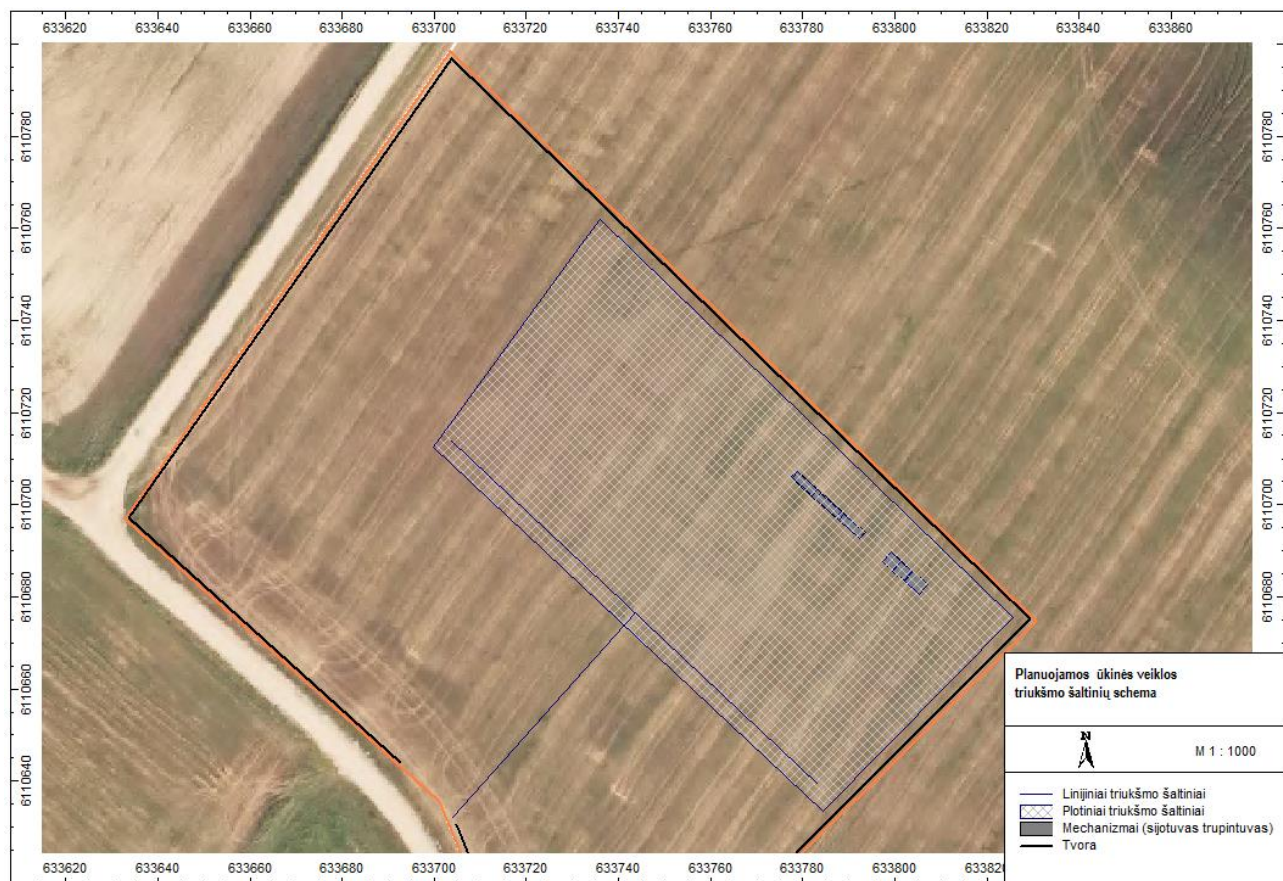 633620 633640 633660 633680 633700 633720 633740 633760 633780 633800 633820 633840 633860
6110780 6110780
6110760 6110760
6110740 6110740
6110720 6110720
6110700 6110700
6110680 6110680
6110660
6110640
Planuojamos ūkinės veiklos
triukšmo šaltinių schema
N
M 1 : 1000
Linijiniai triukšmo šaltiniai
Plotiniai triukšmo šaltiniai
Mechanizmai (sijotuvas trupintuvas)
Tvora
633620 633640 633660 633680 633700 633720 633740 633760 633780 633800 633820